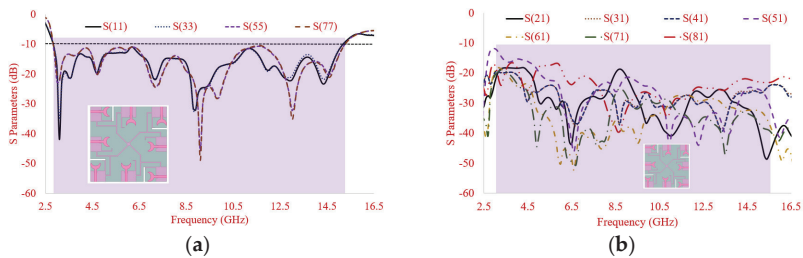 S(11) S(33) S(55) S(77)
0
-10
-20
-30
-40
-50
-60
S Parameters (dB)
2.5 4.5 6.5 8.5 10.5 12.5 14.5 16.5
Frequency (GHz)
(a)
S(21) S(31) S(41) S(51)
S(61) S(71) S(81)
0
-10
-20
-30
-40
-50
-60
S Parameters (dB)
2.5 4.5 6.5 8.5 10.5 12.5 14.5 16.5
Frequency (GHz)
(b)